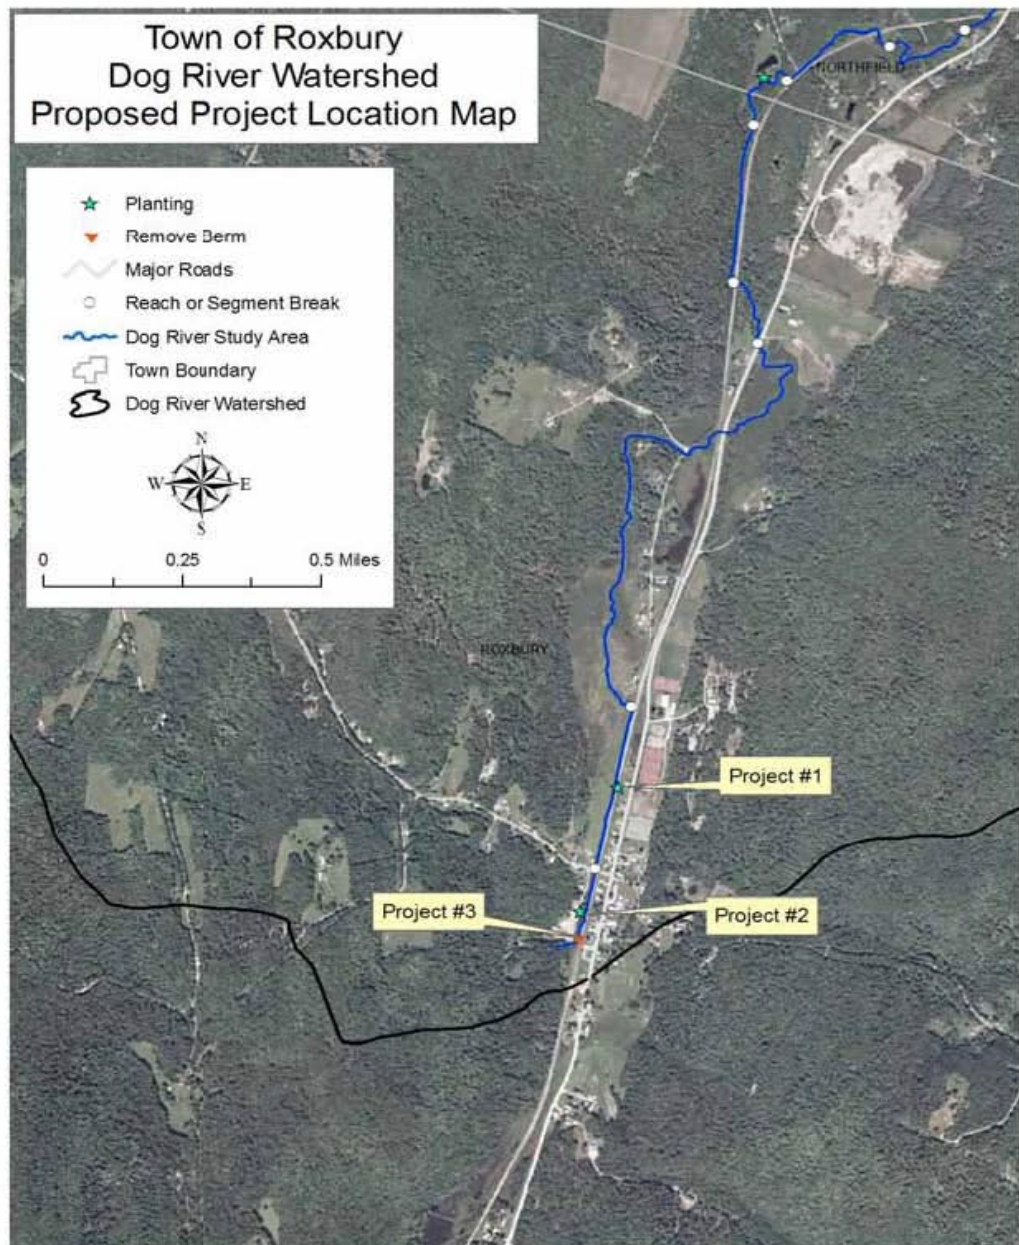 Town of Roxbury
Dog River Watershed
Proposed Project Location Map
Planting
Remove Berm
Major Roads
Reach or Segment Break
Dog River Study Area
Town Boundary
Dog River Watershed
N
W E
S
0 0.25 0.5 Miles
NORTHFIELD
ROXBURY
Project #1
Project #3
Project #2